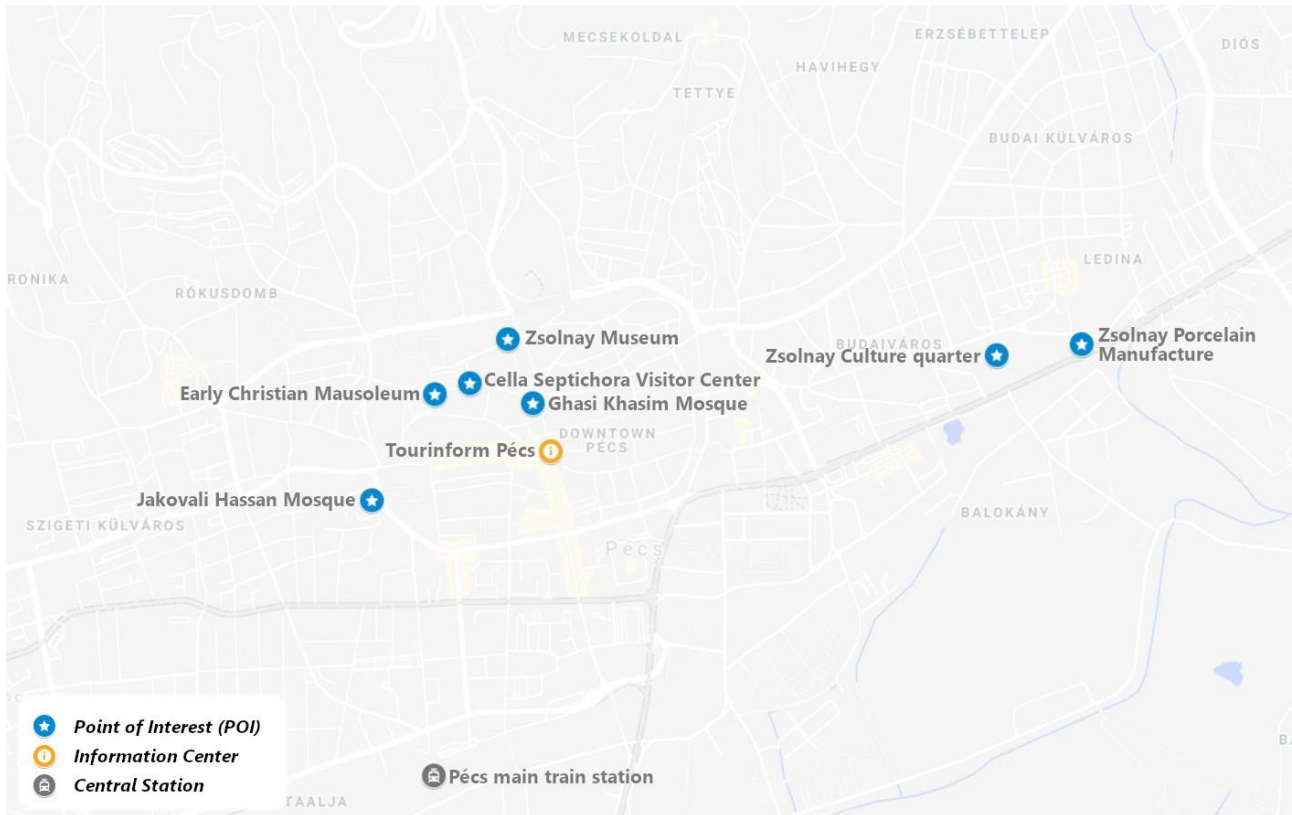 MECSEKOLDAL
ERZSÉBETTELEP
DIÓS
HAVIHEGY
TETTYE
BUDAI KÜLVÁROS
LEDINA
RONIKA
RÓKUSDOMB
Zsolnay Museum
BUDAIVÁROS
Zsolnay Culture quarter
Zsolnay Porcelain
Manufacture
Cella Septichora Visitor Center
Early Christian Mausoleum
Ghasi Khasim Mosque
DOWNTOWN
PÉCS
Tourinform Pécs
Jakovali Hassan Mosque
SZIGETI KÜLVÁROS
BALOKÁNY
Pécs
Point of Interest (POI)
Information Center
Central Station
Pécs main train station
TAALJA